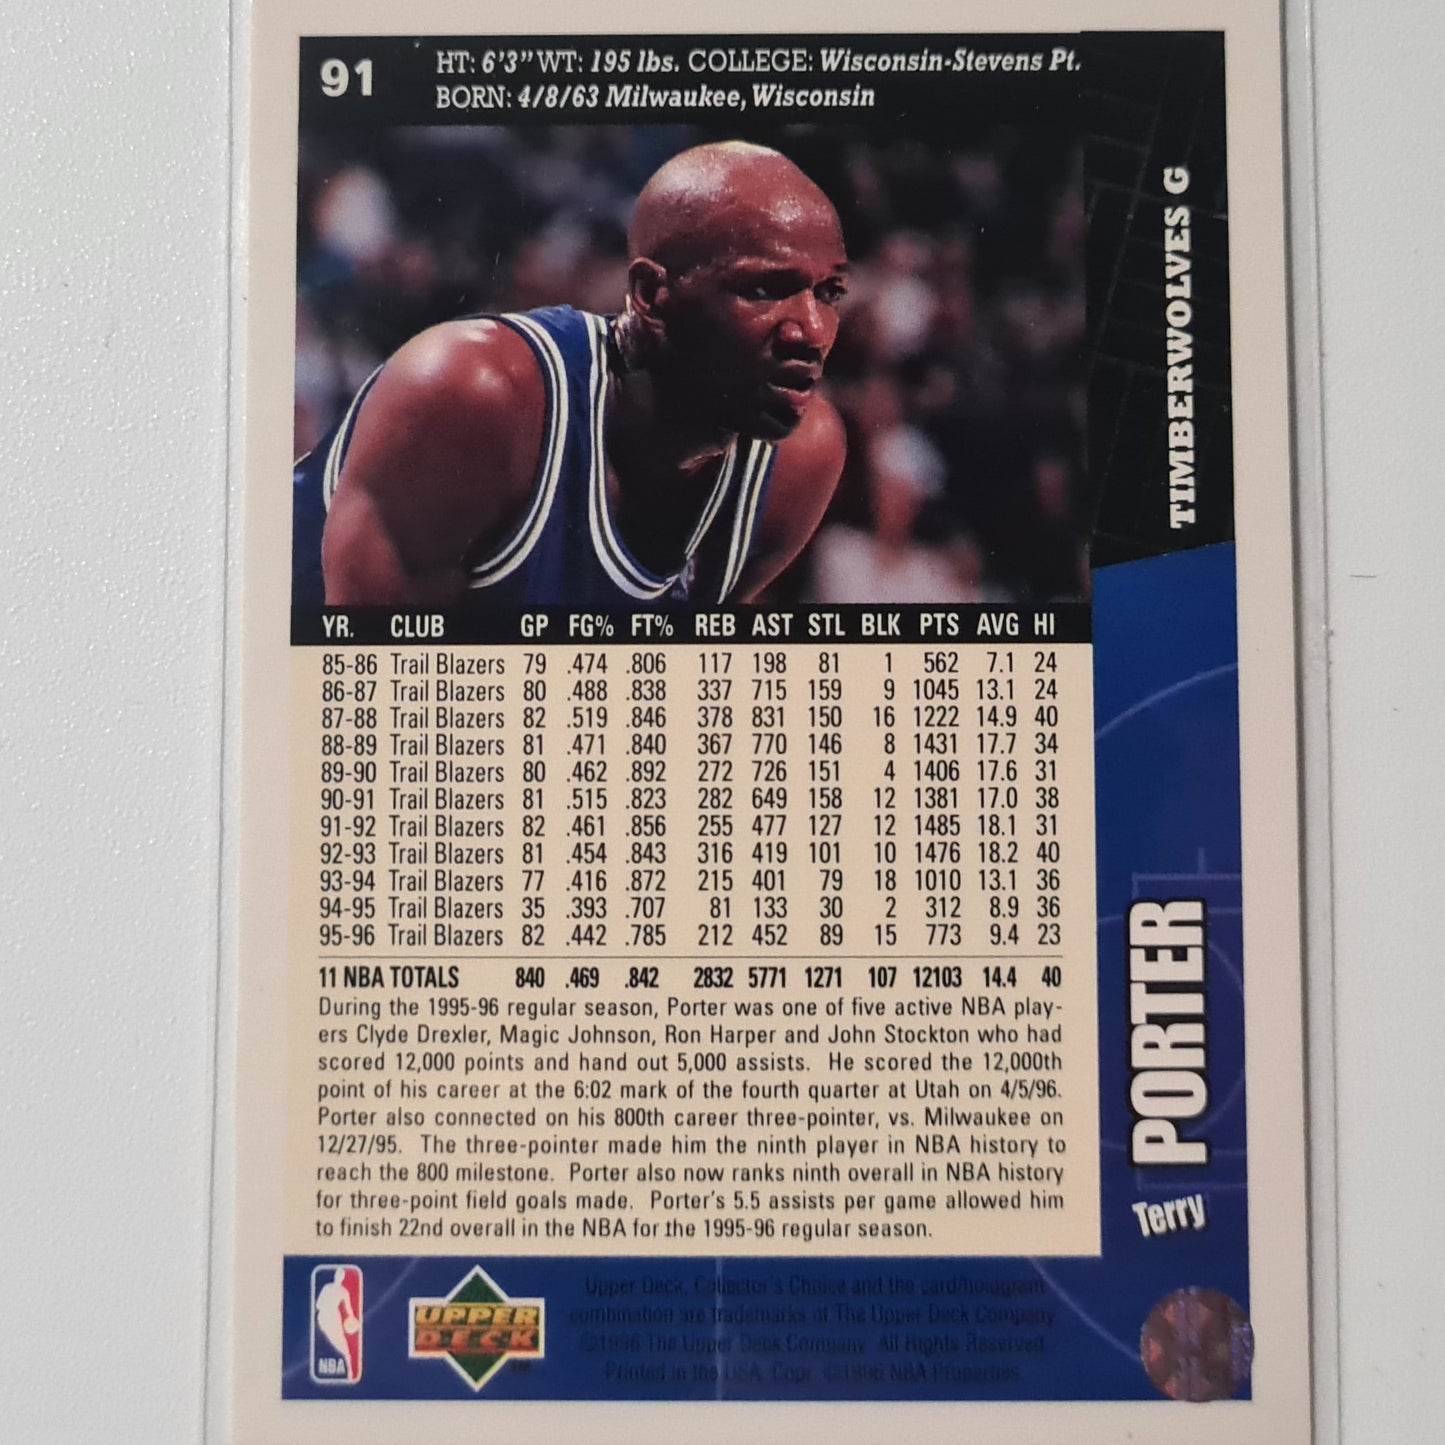 91
HT: 6'3" WT: 195 lbs. COLLEGE: Wisconsin-Stevens Pt.
BORN: 4/8/63 Milwaukee, Wisconsin
TIMBERWOLVES G
YR. CLUB GP FG% FT% REB AST STL BLK PTS AVG HI
85-86 Trail Blazers 79 .474 .806 117 198 81 1 562 7.1 24
86-87 Trail Blazers 80 .488 .838 337 715 159 9 1045 13.1 24
87-88 Trail Blazers 82 .519 .846 378 831 150 16 1222 14.9 40
88-89 Trail Blazers 81 .471 .840 367 770 146 8 1431 17.7 34
89-90 Trail Blazers 80 .462 .892 272 726 151 4 1406 17.6 31
90-91 Trail Blazers 81 .515 .823 282 649 158 12 1381 17.0 38
91-92 Trail Blazers 82 .461 .856 255 477 127 12 1485 18.1 31
92-93 Trail Blazers 81 .454 .843 316 419 101 10 1476 18.2 40
93-94 Trail Blazers 77 .416 .872 215 401 79 18 1010 13.1 36
94-95 Trail Blazers 35 .393 .707 81 133 30 2 312 8.9 36
95-96 Trail Blazers 82 .442 .785 212 452 89 15 773 9.4 23
11 NBA TOTALS 840 .469 .842 2832 5771 1271 107 12103 14.4 40
During the 1995-96 regular season, Porter was one of five active NBA play-
ers Clyde Drexler, Magic Johnson, Ron Harper and John Stockton who had
scored 12,000 points and hand out 5,000 assists. He scored the 12,000th
point of his career at the 6:02 mark of the fourth quarter at Utah on 4/5/96.
Porter also connected on his 800th career three-pointer, vs. Milwaukee on
12/27/95. The three-pointer made him the ninth player in NBA history to
reach the 800 milestone. Porter also now ranks ninth overall in NBA history
for three-point field goals made. Porter's 5.5 assists per game allowed him
to finish 22nd overall in the NBA for the 1995-96 regular season.
Terry
PORTER
NBA
UPPER
DECK
TM
Upper Deck, Collector's Choice and the card/hologram
combination are trademarks of The Upper Deck Company.
©1996 The Upper Deck Company. All Rights Reserved.
Printed in the USA. Copr. ©1996 NBA Properties